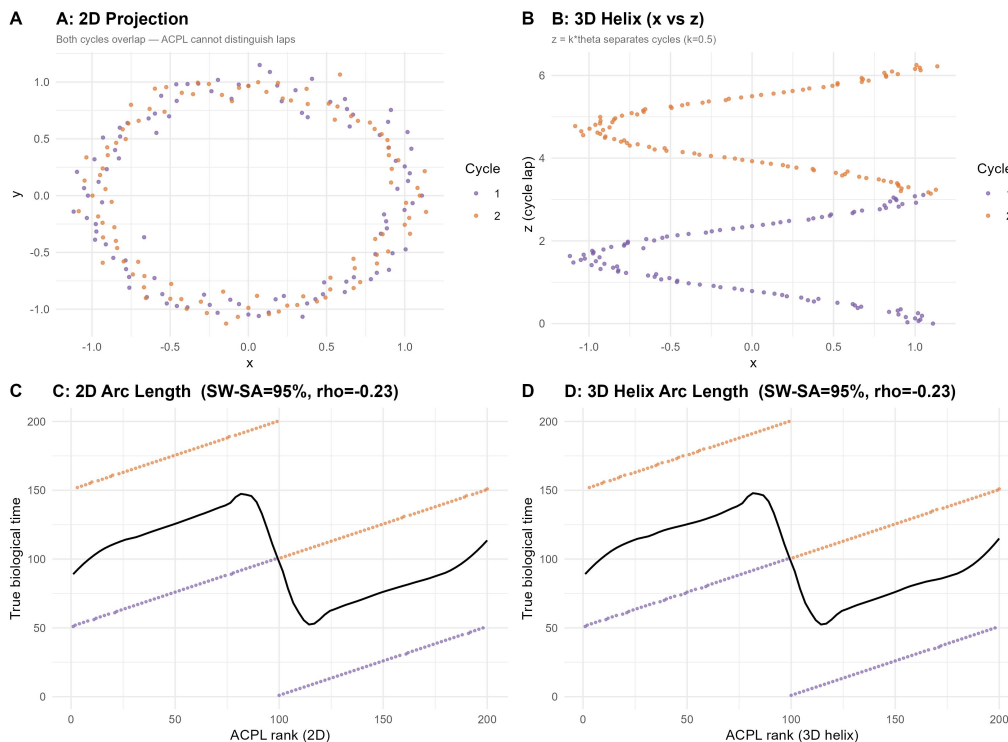 A A: 2D Projection
Both cycles overlap — ACPL cannot distinguish laps
1.0
0.5
0.0
-0.5
-1.0
y
-1.0 -0.5 0.0 0.5 1.0
x
Cycle
1
2
B B: 3D Helix (x vs z)
z = k*theta separates cycles (k=0.5)
6
4
2
0
z (cycle lap)
-1.0 -0.5 0.0 0.5 1.0
x
Cycle
C C: 2D Arc Length (SW-SA=95%, rho=-0.23)
200
150
100
50
0
True biological time
0 50 100 150 200
ACPL rank (2D)
D D: 3D Helix Arc Length (SW-SA=95%, rho=-0.23)
200
150
100
50
0
True biological time
0 50 100 150 200
ACPL rank (3D helix)